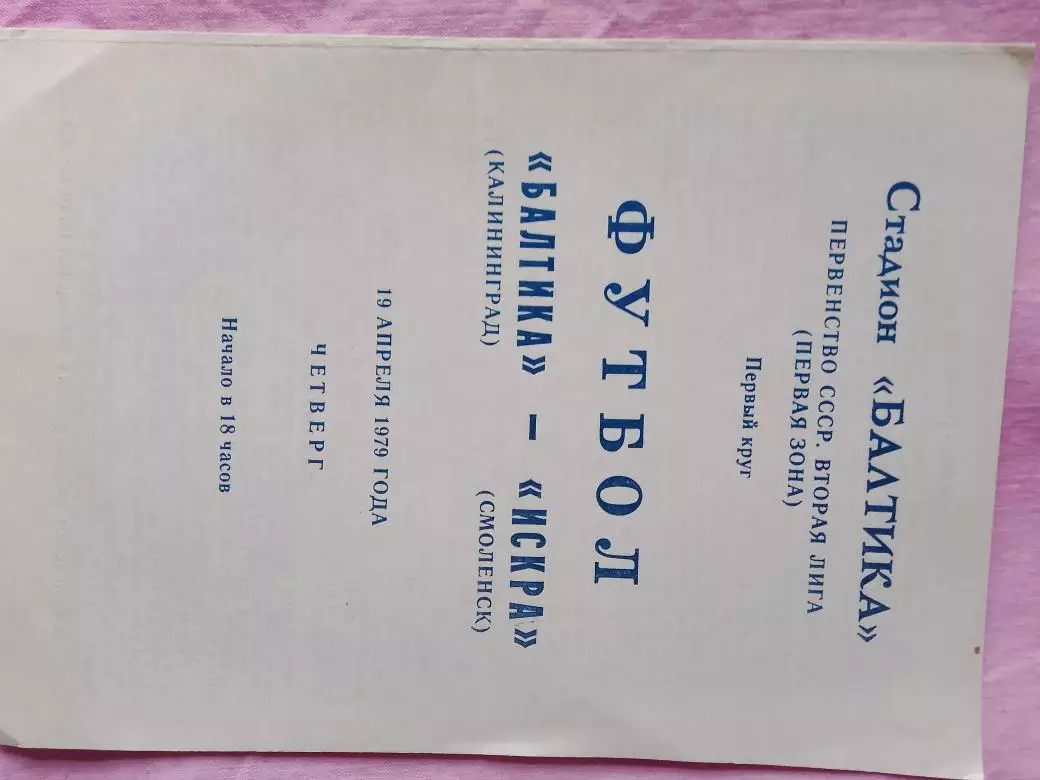 Стадион «БАЛТИКА»
ПЕРВЕНСТВО СССР. ВТОРАЯ ЛИГА
(ПЕРВАЯ ЗОНА)
Первый круг
ФУТБОЛ
«БАЛТИКА» — «ИСКРА»
(КАЛИНИНГРАД) (СМОЛЕНСК)
19 АПРЕЛЯ 1979 ГОДА
ЧЕТВЕРГ
Начало в 18 часов